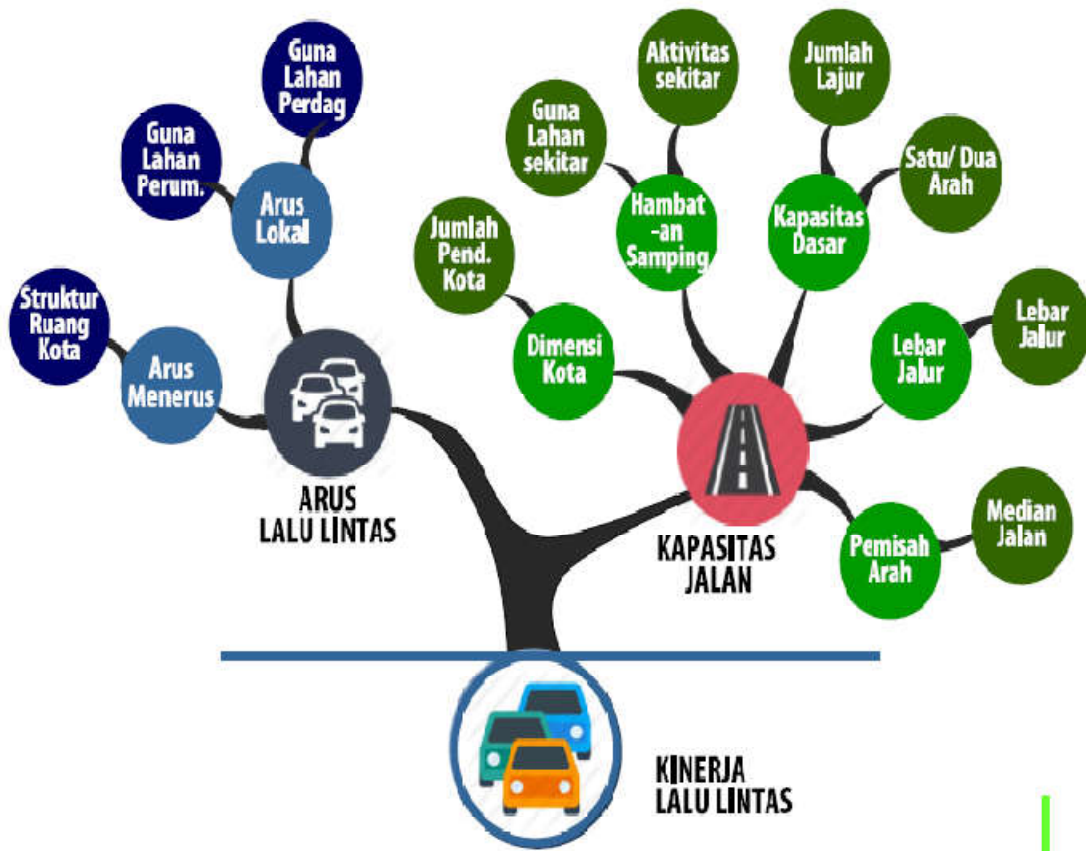 Guna
Lahan
Perdag
Guna
Lahan
Perum.
Arus
Lokal
Struktur
Ruang
Kota
Arus
Menerus
ARUS
LALU LINTAS
Aktivitas
sekitar
Jumlah
Lajur
Guna
Lahan
sekitar
Satu/ Dua
Arah
Hambat
-an
Samping
Kapasitas
Dasar
Jumlah
Pend.
Kota
Dimensi
Kota
Lebar
Jalur
Lebar
Jalur
KAPASITAS
JALAN
Pemisah
Arah
Median
Jalan
KINERJA
LALU LINTAS